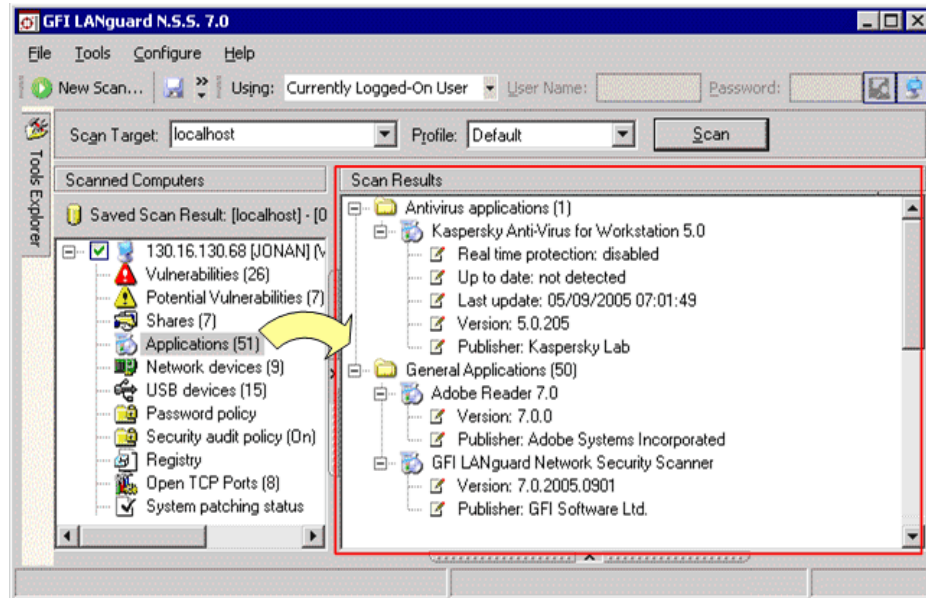 GFI LANguard N.S.S. 7.0
File Tools Configure Help
New Scan... Using: Currently Logged-On User User Name: Password:
Scan Target: localhost Profile: Default Scan
Tools Explorer
Scanned Computers
Saved Scan Result: [localhost] - [0
130.16.130.68 [JONAN] (
Vulnerabilities (26)
Potential Vulnerabilities (7)
Shares (7)
Applications (51)
Network devices (9)
USB devices (15)
Password policy
Security audit policy (On)
Registry
Open TCP Ports (8)
System patching status
Scan Results
Antivirus applications (1)
Kaspersky Anti-Virus for Workstation 5.0
Real time protection: disabled
Up to date: not detected
Last update: 05/09/2005 07:01:49
Version: 5.0.205
Publisher: Kaspersky Lab
General Applications (50)
Adobe Reader 7.0
Version: 7.0.0
Publisher: Adobe Systems Incorporated
GFI LANguard Network Security Scanner
Version: 7.0.2005.0901
Publisher: GFI Software Ltd.